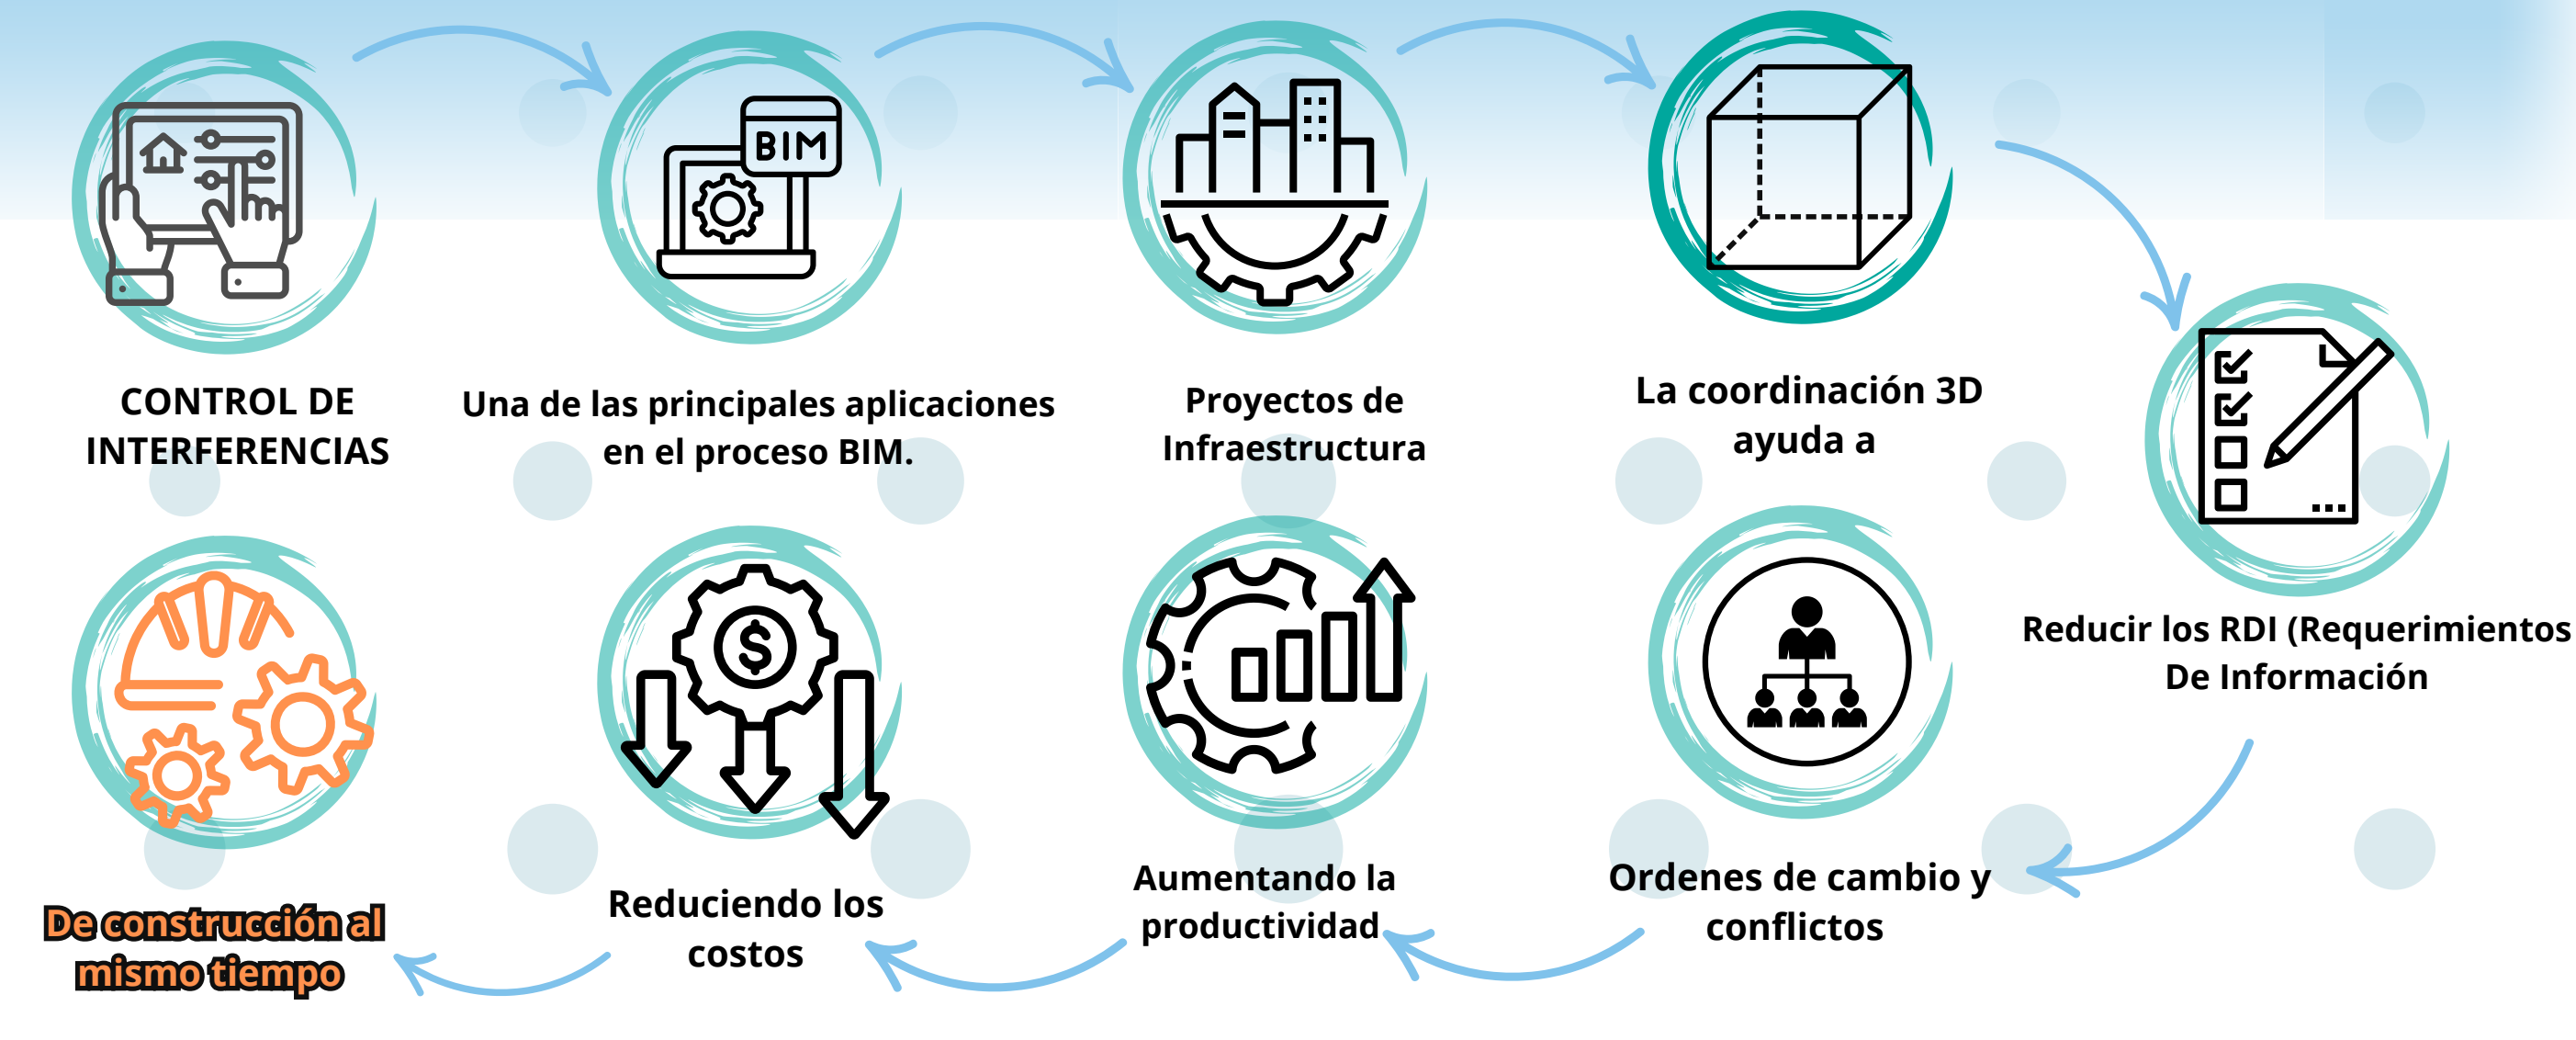 BIM
CONTROL DE
INTERFERENCIAS
Una de las principales aplicaciones
en el proceso BIM.
Proyectos de
Infraestructura
La coordinación 3D
ayuda a
Reducir los RDI (Requerimientos
De Información
Ordenes de cambio y
conflictos
Aumentando la
productividad
$
Reduciendo los
costos
De construcción al
mismo tiempo